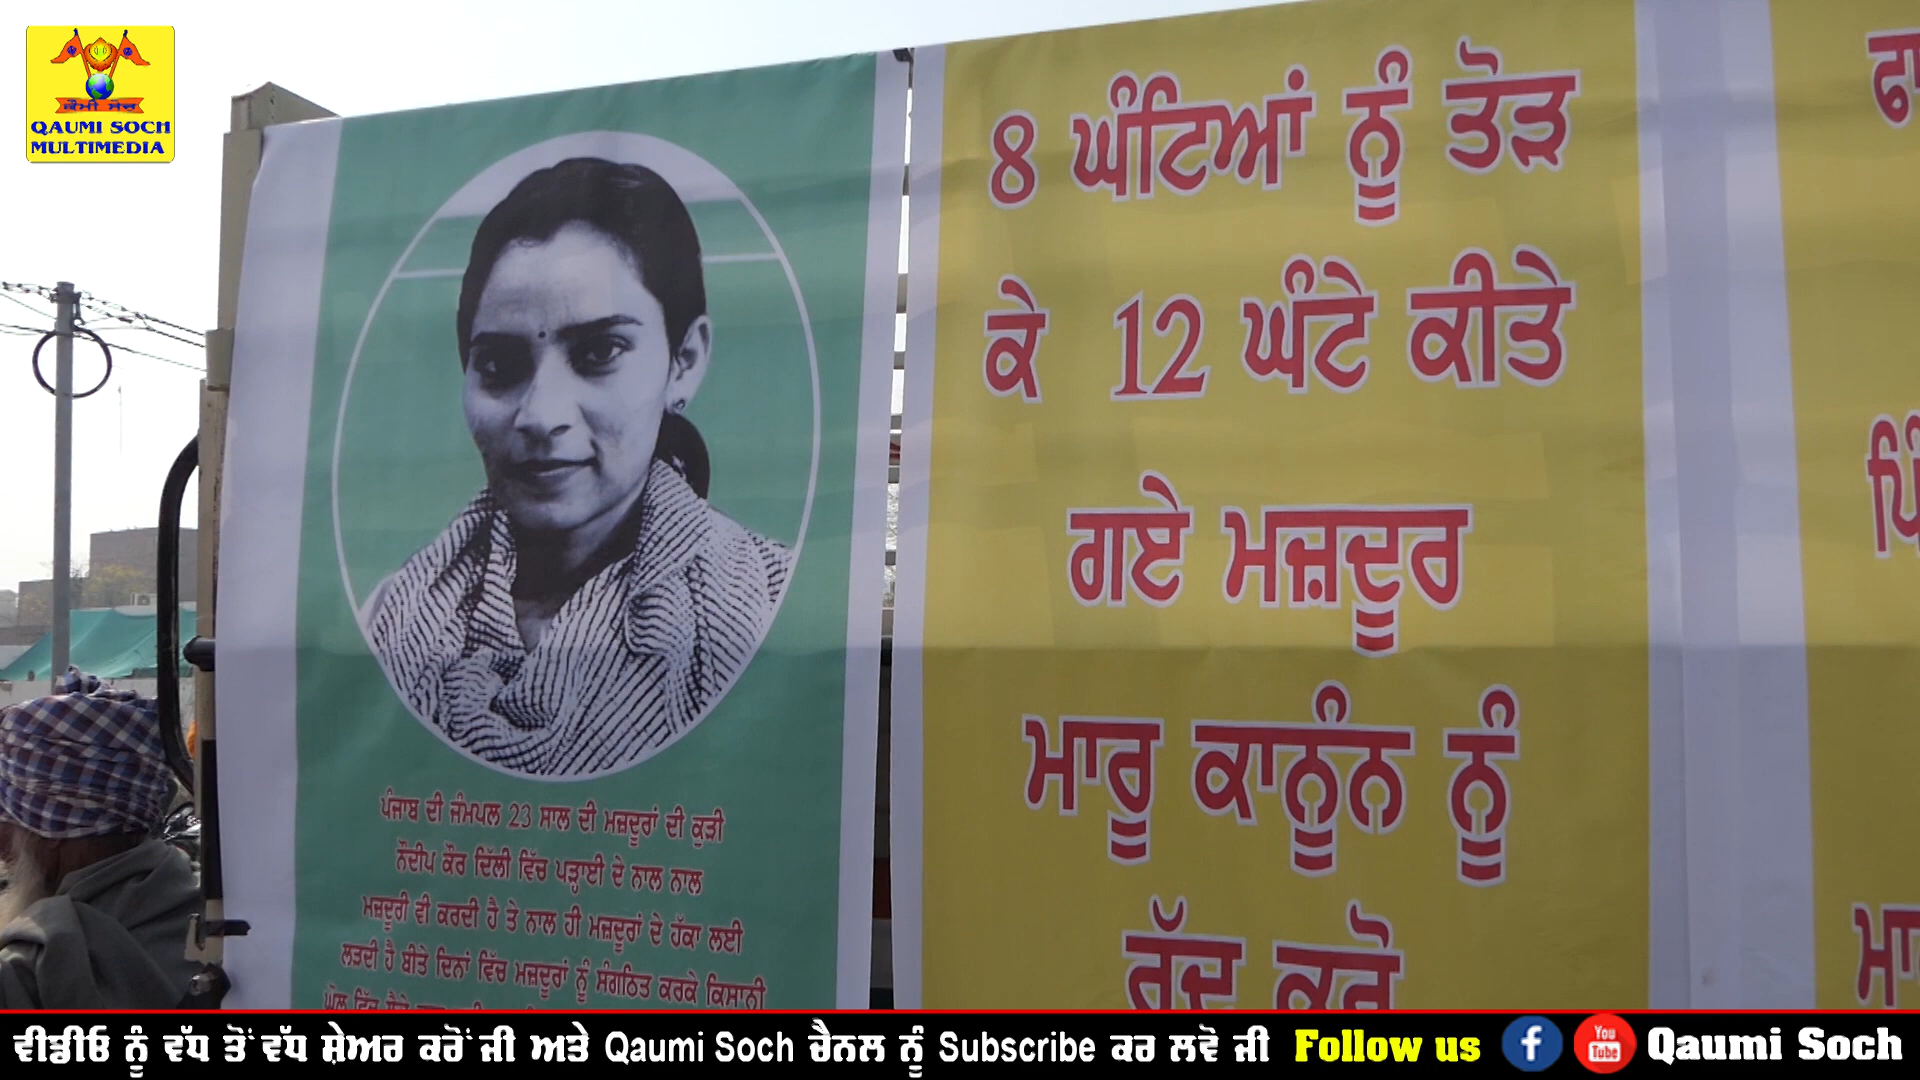 ਕੌਮੀ ਸੋਚ
QAUMI SOCH
MULTIMEDIA
ਪੰਜਾਬ ਦੀ ਜੰਮਪਲ 23 ਸਾਲ ਦੀ ਮਜ਼ਦੂਰਾਂ ਦੀ ਕੁੜੀ
ਨੌਦੀਪ ਕੌਰ ਦਿੱਲੀ ਵਿੱਚ ਪੜ੍ਹਾਈ ਦੇ ਨਾਲ ਨਾਲ
ਮਜ਼ਦੂਰੀ ਵੀ ਕਰਦੀ ਹੈ ਤੇ ਨਾਲ ਹੀ ਮਜ਼ਦੂਰਾਂ ਦੇ ਹੱਕਾ ਲਈ
ਲੜਦੀ ਹੈ ਬੀਤੇ ਦਿਨਾਂ ਵਿੱਚ ਮਜ਼ਦੂਰਾਂ ਨੂੰ ਸੰਗਠਿਤ ਕਰਕੇ ਕਿਸਾਨੀ
ਘੋਲ ਵਿੱਚ
8 ਘੰਟਿਆਂ ਨੂੰ ਤੋੜ
ਕੇ 12 ਘੰਟੇ ਕੀਤੇ
ਗਏ ਮਜ਼ਦੂਰ
ਮਾਰੂ ਕਾਨੂੰਨ ਨੂੰ
ਰੱਦ ਕਰੋ
ਵੀਡੀਓ ਨੂੰ ਵੱਧ ਤੋਂ ਵੱਧ ਸ਼ੇਅਰ ਕਰੋਂ ਜੀ ਅਤੇ Qaumi Soch ਚੈਨਲ ਨੂੰ Subscribe ਕਰ ਲਵੋ ਜੀ Follow us f You Tube Qaumi Soch